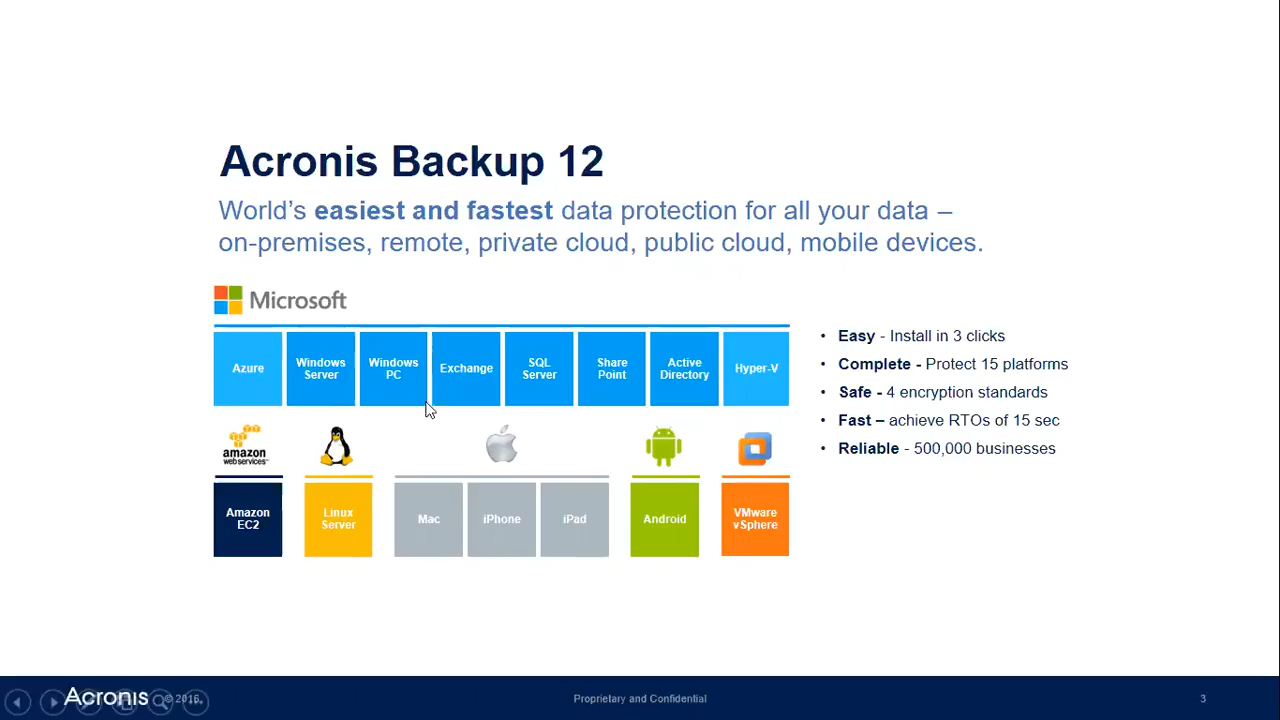 Acronis Backup 12
World's easiest and fastest data protection for all your data –
on-premises, remote, private cloud, public cloud, mobile devices.
Microsoft
Azure
Windows
Server
Windows
PC
Exchange
SQL
Server
Share
Point
Active
Directory
Hyper-V
• Easy - Install in 3 clicks
• Complete - Protect 15 platforms
• Safe - 4 encryption standards
• Fast – achieve RTOs of 15 sec
• Reliable - 500,000 businesses
amazon
webservices™
Amazon
EC2
Linux
Server
Mac
iPhone
iPad
Android
VMware
vSphere
Acronis © 2016
Proprietary and Confidential
3